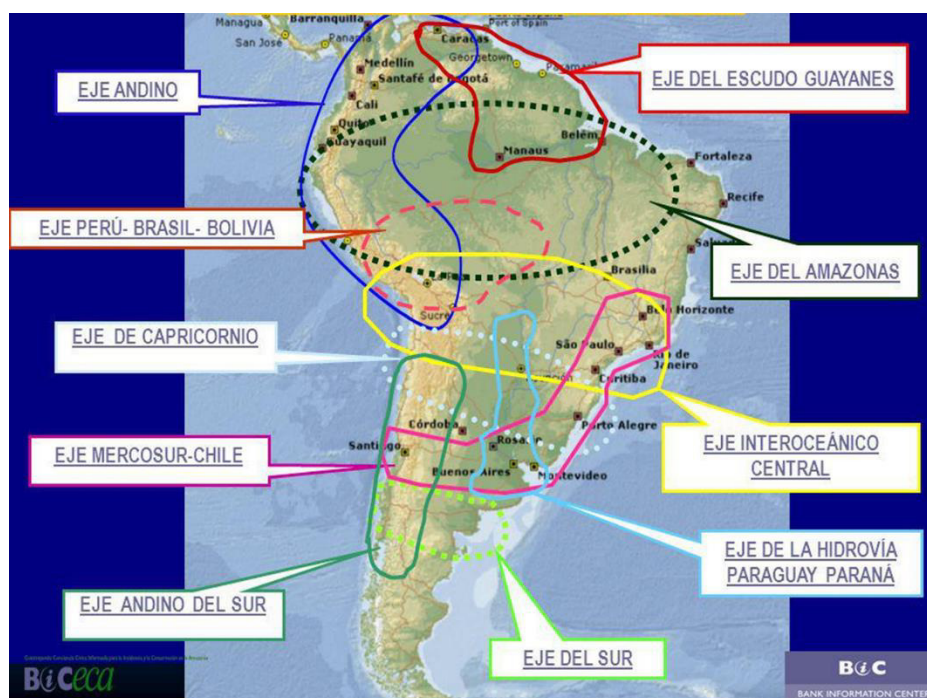 Managua
Barranquilla
Port of Spain
San José
Panamá
Caracas
Medellín
Georgetown
Paramaribo
Santafé de Bogotá
EJE ANDINO
EJE DEL ESCUDO GUAYANES
Cali
Quito
Guayaquil
Belém
Manaus
Fortaleza
Recife
EJE PERÚ- BRASIL- BOLIVIA
EJE DEL AMAZONAS
Brasilia
Sucre
Belo Horizonte
EJE DE CAPRICORNIO
São Paulo
Rio de
Janeiro
Curitiba
Córdoba
Porto Alegre
Santiago
Rosario
EJE MERCOSUR-CHILE
EJE INTEROCEÁNICO
CENTRAL
Buenos Aires
Montevideo
EJE DE LA HIDROVÍA
PARAGUAY PARANÁ
EJE ANDINO DEL SUR
EJE DEL SUR
BiCeca
BiC
BANK INFORMATION CENTER